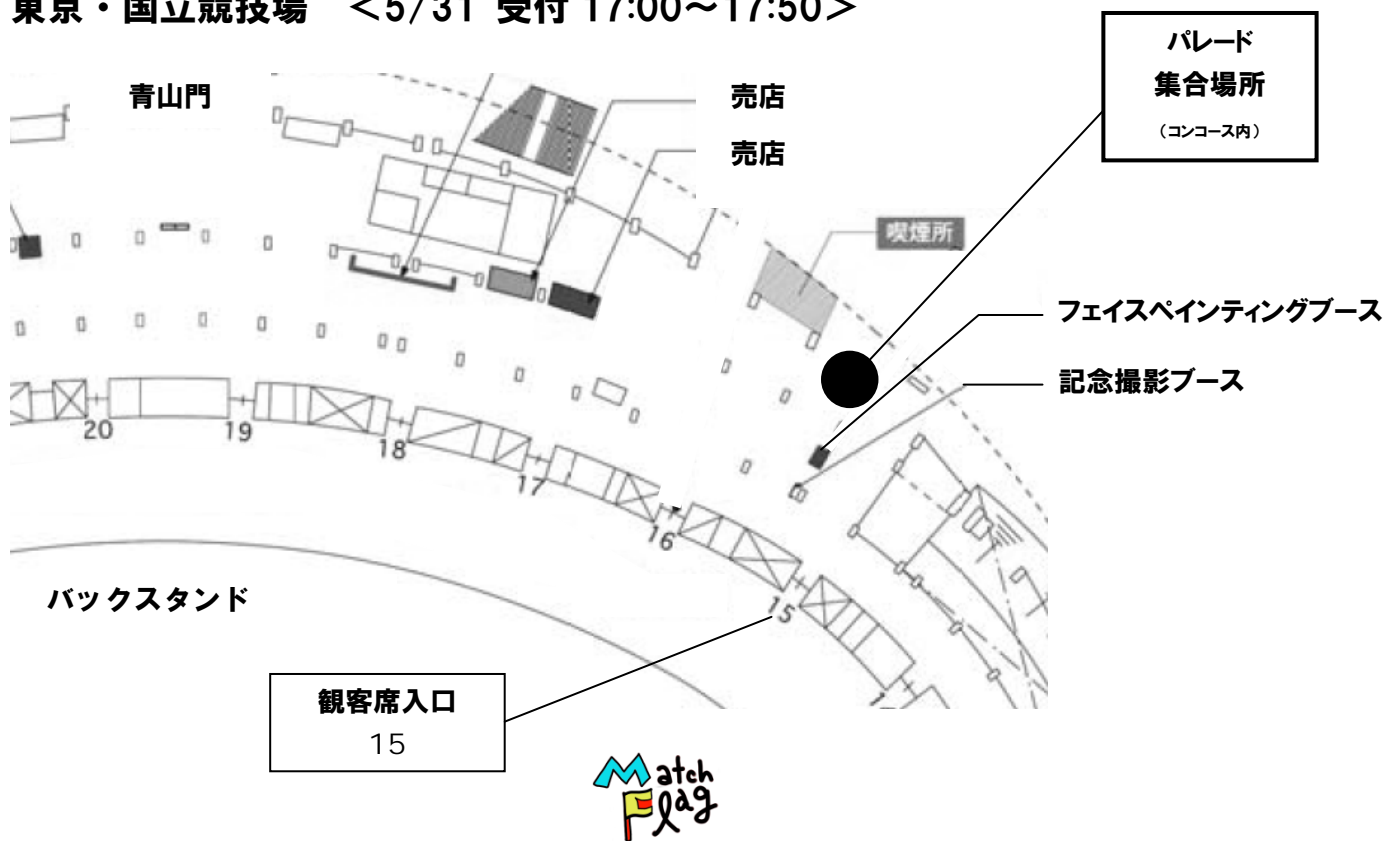 東京・国立競技場　＜5/31 受付 17:00～17:50＞
パレード
集合場所
（コンコース内）
青山門
売店
売店
喫煙所
フェイスペインティングブース
記念撮影ブース
20
19
18
17
16
15
バックスタンド
観客席入口
15
Match
Flag